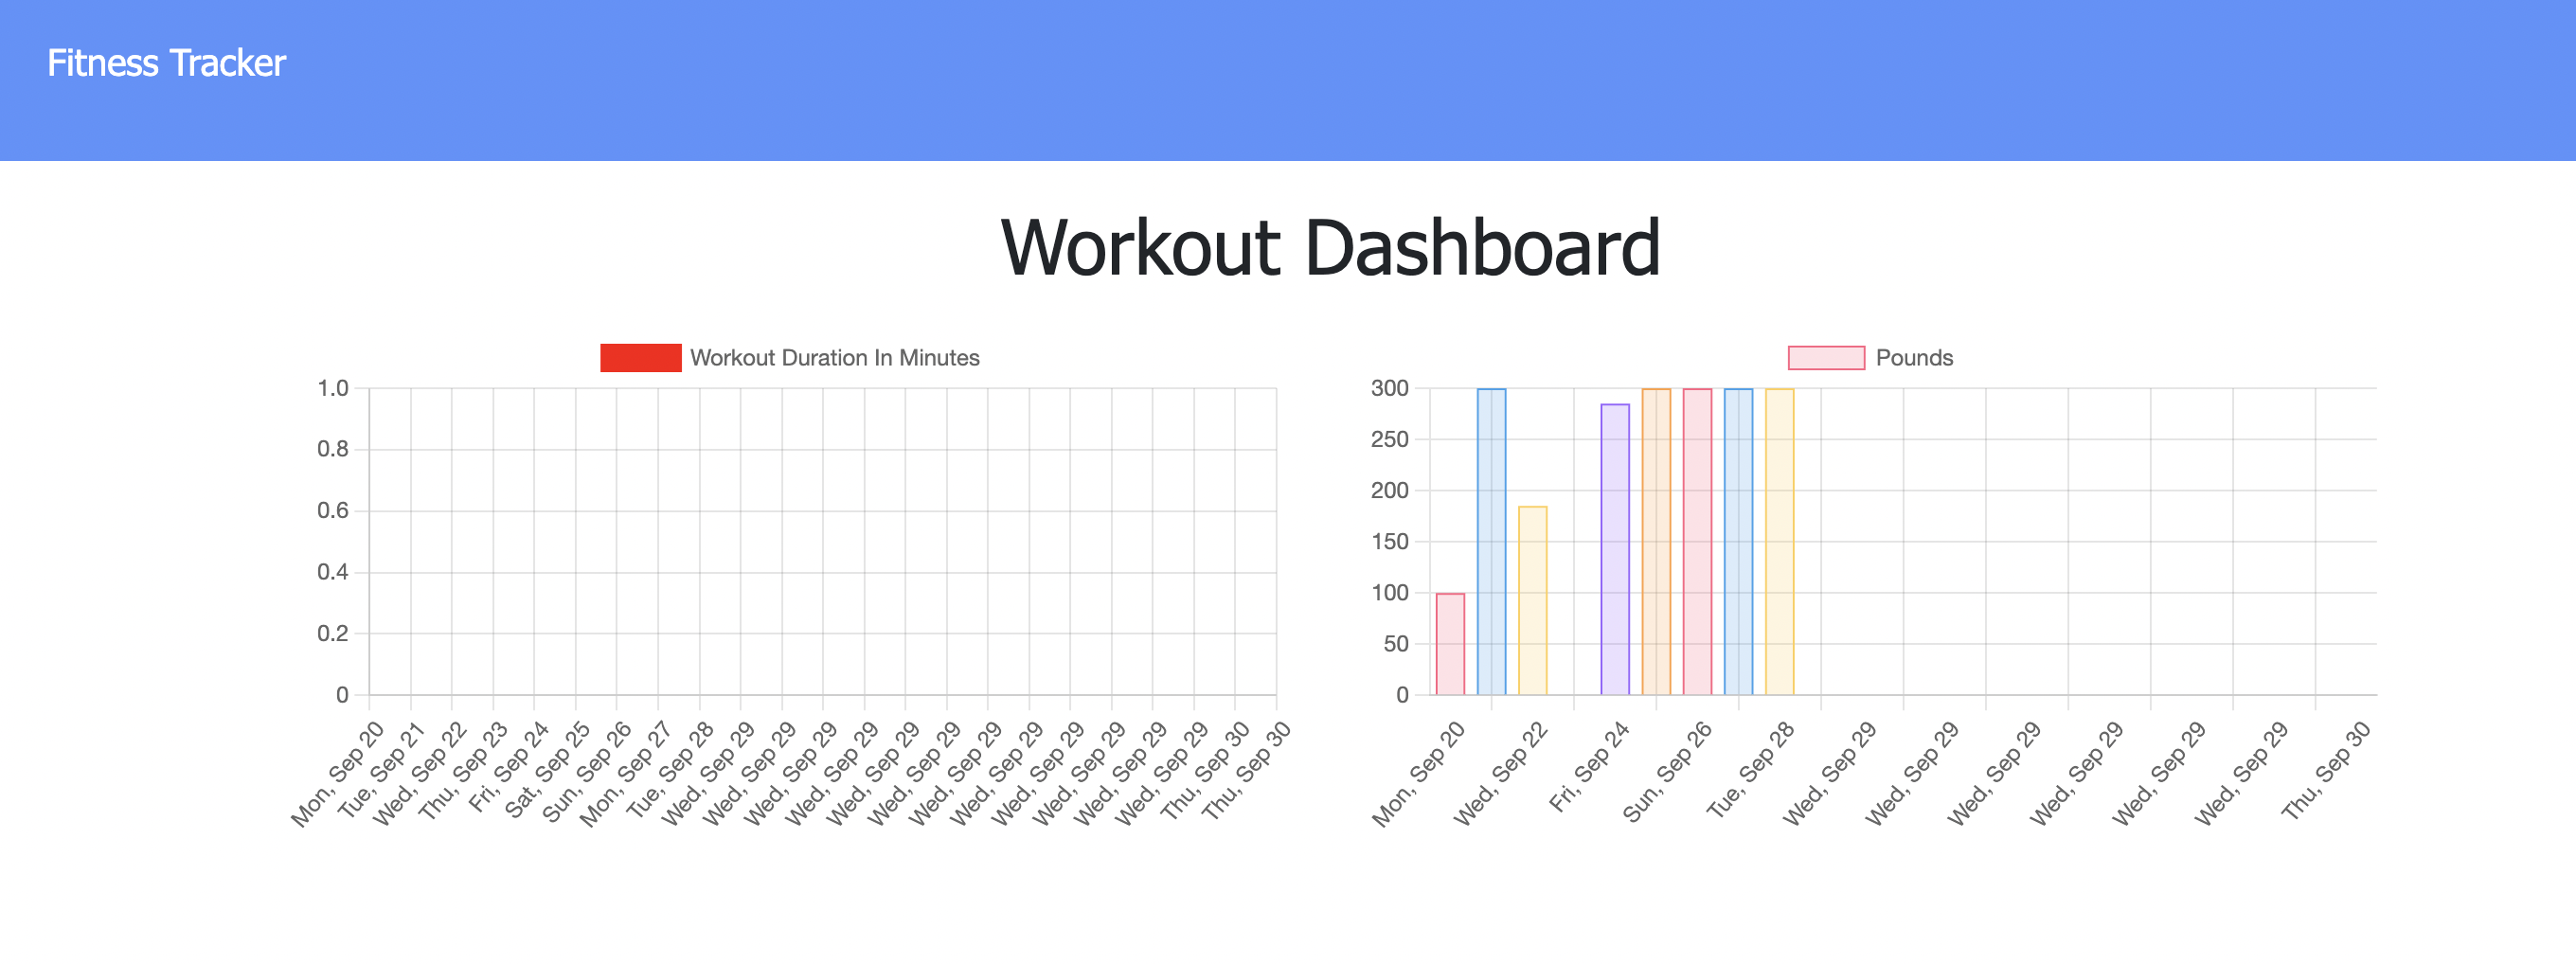 Fitness Tracker
Workout Dashboard
Workout Duration In Minutes
1.0
0.8
0.6
0.4
0.2
0
Mon, Sep 20
Tue, Sep 21
Wed, Sep 22
Thu, Sep 23
Fri, Sep 24
Sat, Sep 25
Sun, Sep 26
Mon, Sep 27
Tue, Sep 28
Wed, Sep 29
Wed, Sep 29
Wed, Sep 29
Wed, Sep 29
Wed, Sep 29
Wed, Sep 29
Wed, Sep 29
Wed, Sep 29
Wed, Sep 29
Wed, Sep 29
Wed, Sep 29
Wed, Sep 29
Thu, Sep 30
Thu, Sep 30
Pounds
300
250
200
150
100
50
0
Mon, Sep 20
Wed, Sep 22
Fri, Sep 24
Sun, Sep 26
Tue, Sep 28
Wed, Sep 29
Wed, Sep 29
Wed, Sep 29
Wed, Sep 29
Wed, Sep 29
Wed, Sep 29
Thu, Sep 30